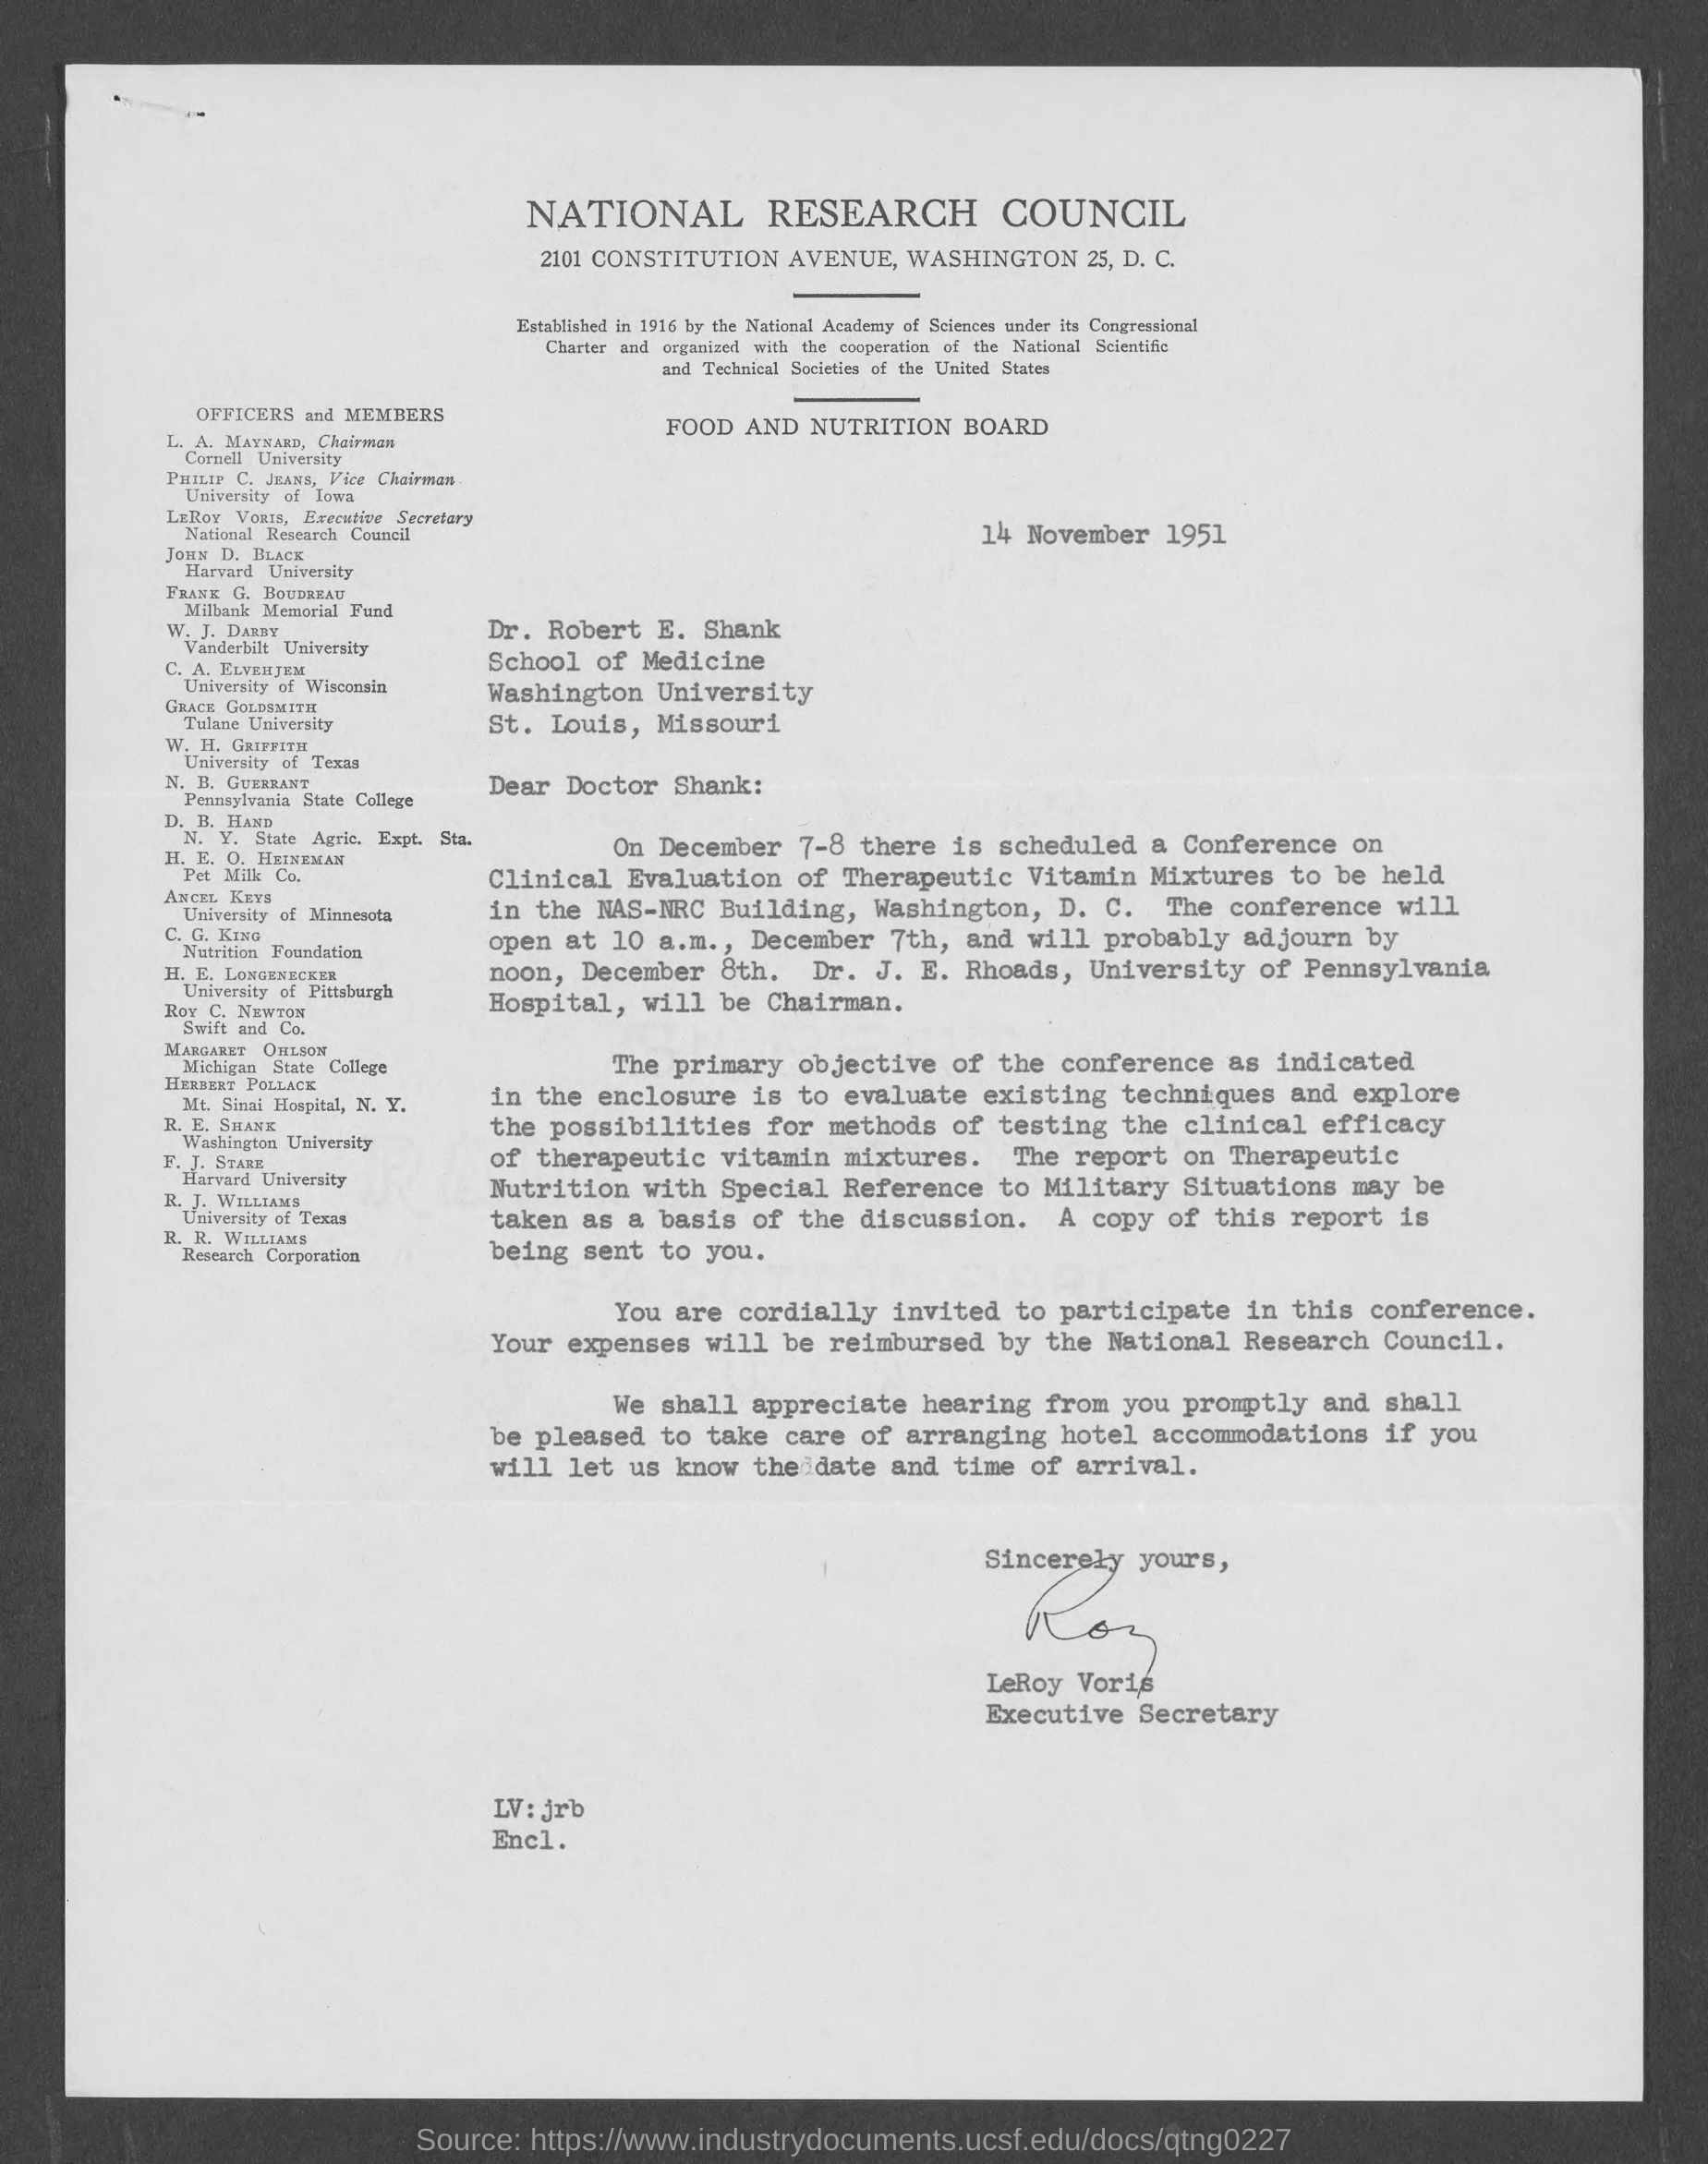 NATIONAL RESEARCH COUNCIL
2101 CONSTITUTION AVENUE, WASHINGTON 25, D. C.
Established in 1916 by the National Academy of Sciences under its Congressional
Charter and organized with the cooperation of the National Scientific
and Technical Societies of the United States
FOOD AND NUTRITION BOARD
OFFICERS and MEMBERS
L. A. MAYNARD, Chairman
Cornell University
PHILIP C. JEANS, Vice Chairman
University of Iowa
LEROY VORIS, Executive Secretary
National Research Council
JOHN D. BLACK
Harvard University
FRANK G. BOUDREAU
Milbank Memorial Fund
W. J. DARBY
Vanderbilt University
C. A. ELVEHJEM
University of Wisconsin
GRACE GOLDSMITH
Tulane University
W. H. GRIFFITH
University of Texas
N. B. GUERRANT
Pennsylvania State College
D. B. HAND
N. Y. State Agric. Expt. Sta.
H. E. O. HEINEMAN
Pet Milk Co.
ANCEL KEYS
University of Minnesota
C. G. KING
Nutrition Foundation
H. E. LONGENECKER
University of Pittsburgh
ROY C. NEWTON
Swift and Co.
MARGARET OHLSON
Michigan State College
HERBERT POLLACK
Mt. Sinai Hospital, N. Y.
R. E. SHANK
Washington University
F. J. STARE
Harvard University
R. J. WILLIAMS
University of Texas
R. R. WILLIAMS
Research Corporation
14 November 1951
Dr. Robert E. Shank
School of Medicine
Washington University
St. Louis, Missouri
Dear Doctor Shank:
On December 7-8 there is scheduled a Conference on
Clinical Evaluation of Therapeutic Vitamin Mixtures to be held
in the NAS-NRC Building, Washington, D. C. The conference will
open at 10 a.m., December 7th, and will probably adjourn by
noon, December 8th. Dr. J. E. Rhoads, University of Pennsylvania
Hospital, will be Chairman.
The primary objective of the conference as indicated
in the enclosure is to evaluate existing techniques and explore
the possibilities for methods of testing the clinical efficacy
of therapeutic vitamin mixtures. The report on Therapeutic
Nutrition with Special Reference to Military Situations may be
taken as a basis of the discussion. A copy of this report is
being sent to you.
You are cordially invited to participate in this conference.
Your expenses will be reimbursed by the National Research Council.
We shall appreciate hearing from you promptly and shall
be pleased to take care of arranging hotel accommodations if you
will let us know the date and time of arrival.
Sincerely yours,
Roy
LeRoy Voris
Executive Secretary
LV:jrb
Encl.
Source: https://www.industrydocuments.ucsf.edu/docs/qtng0227